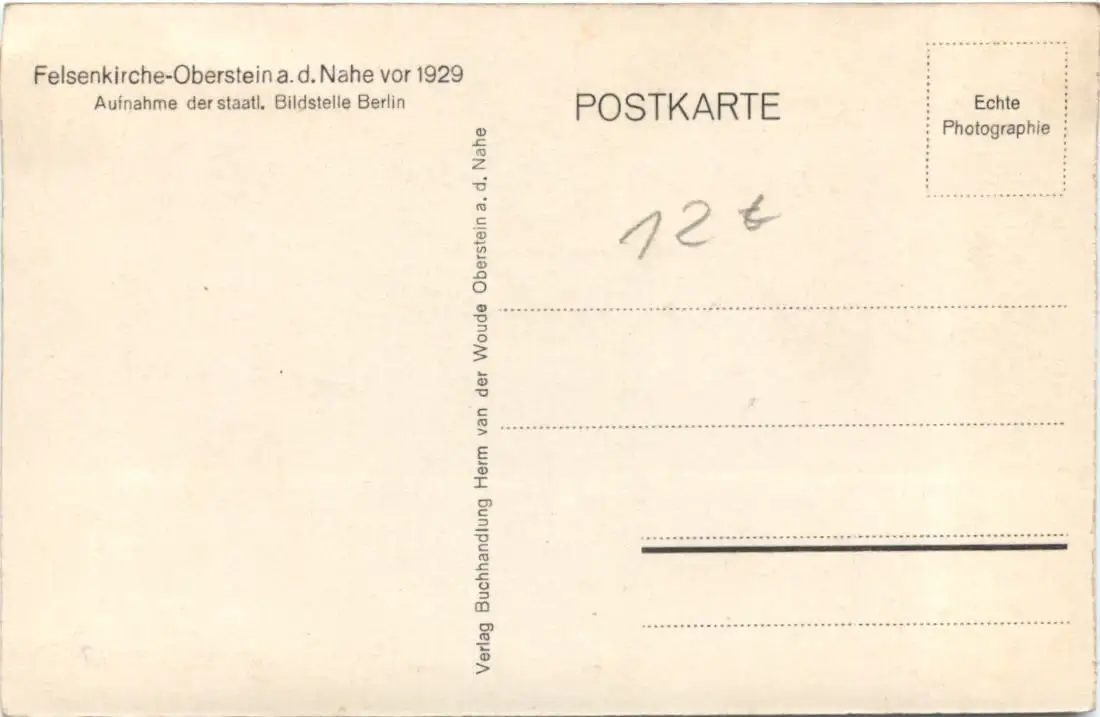 Felsenkirche-Oberstein a. d. Nahe vor 1929
Aufnahme der staatl. Bildstelle Berlin
Verlag Buchhandlung Herm van der Woude Oberstein a. d. Nahe
POSTKARTE
Echte
Photographie
12